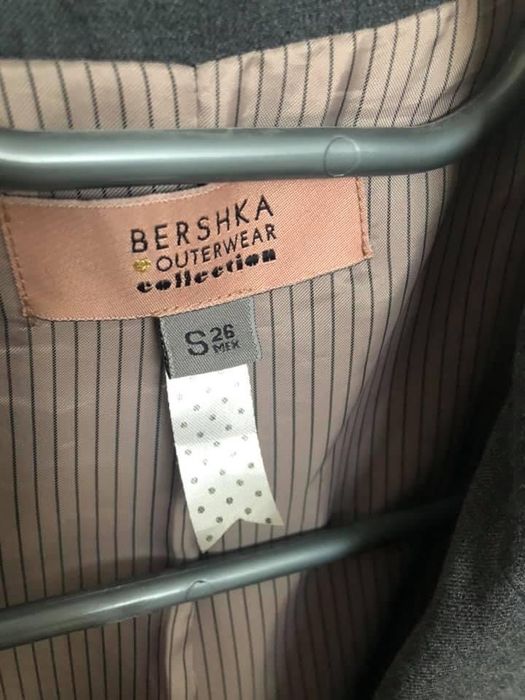 BERSHKA
OUTERWEAR
collection
S 26
MEX